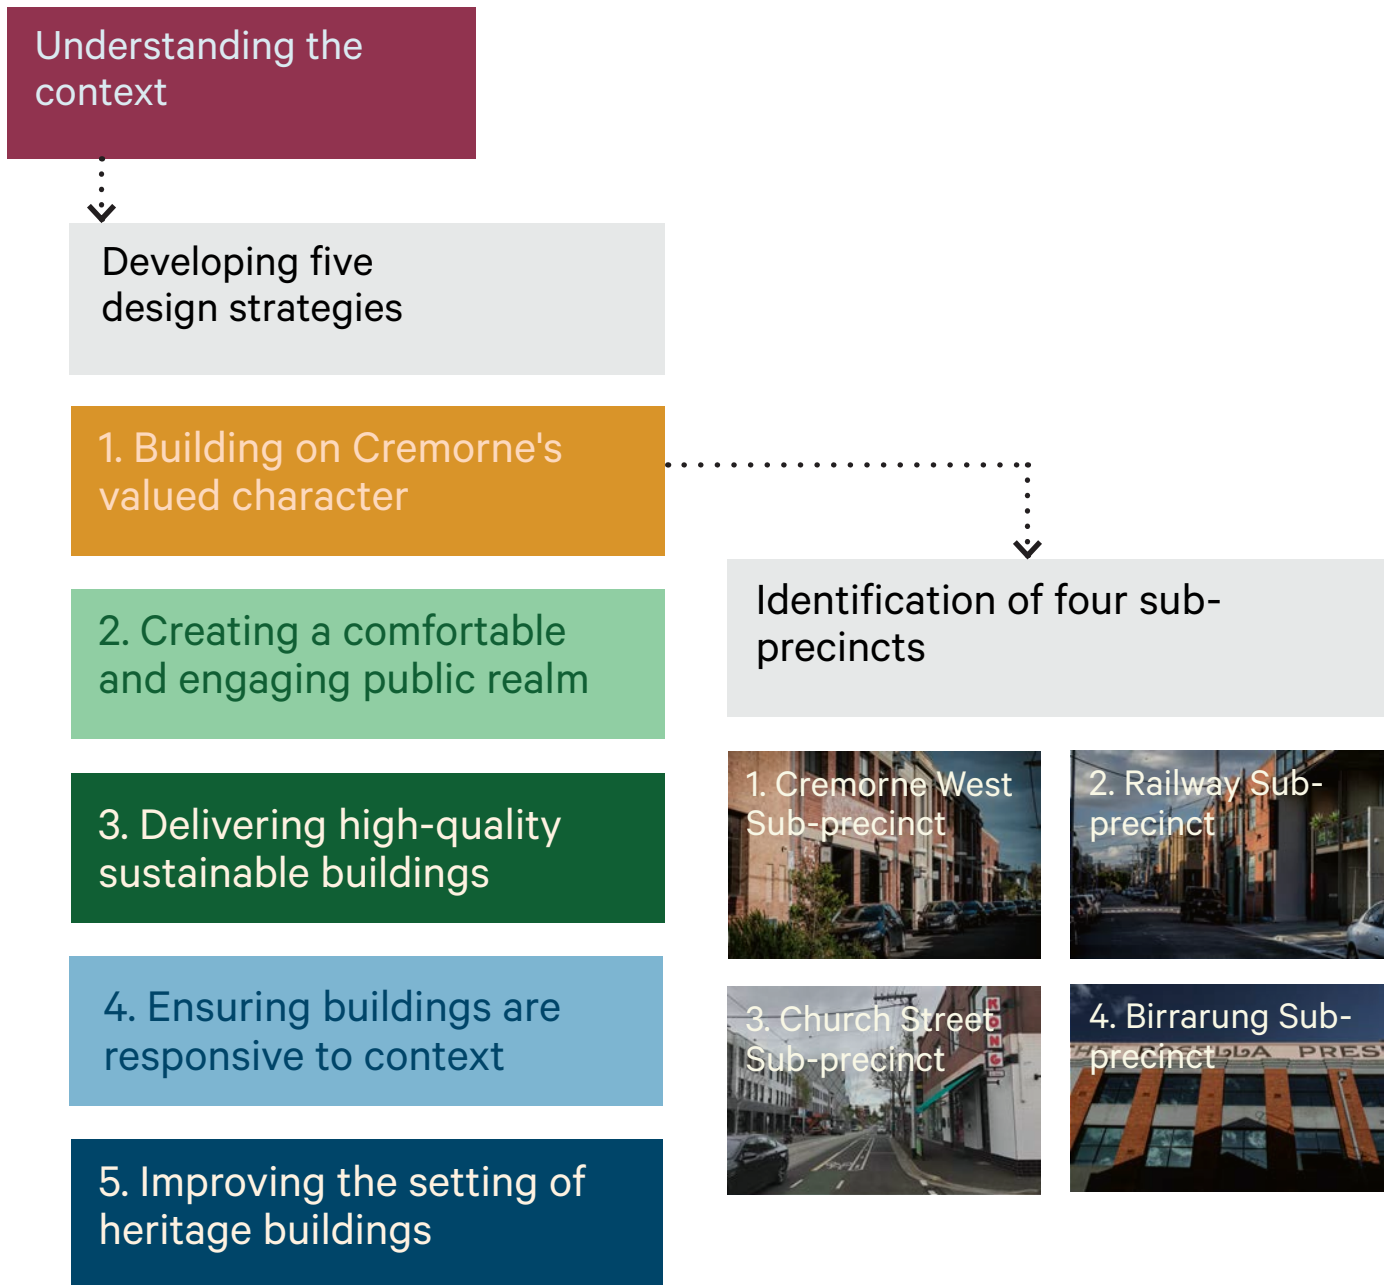 Understanding the
context
Developing five
design strategies
1. Building on Cremorne's
valued character
2. Creating a comfortable
and engaging public realm
3. Delivering high-quality
sustainable buildings
4. Ensuring buildings are
responsive to context
5. Improving the setting of
heritage buildings
Identification of four sub-
precincts
1. Cremorne West
Sub-precinct
2. Railway Sub-
precinct
3. Church Street
Sub-precinct
KONG
4. Birrarung Sub-
precinct